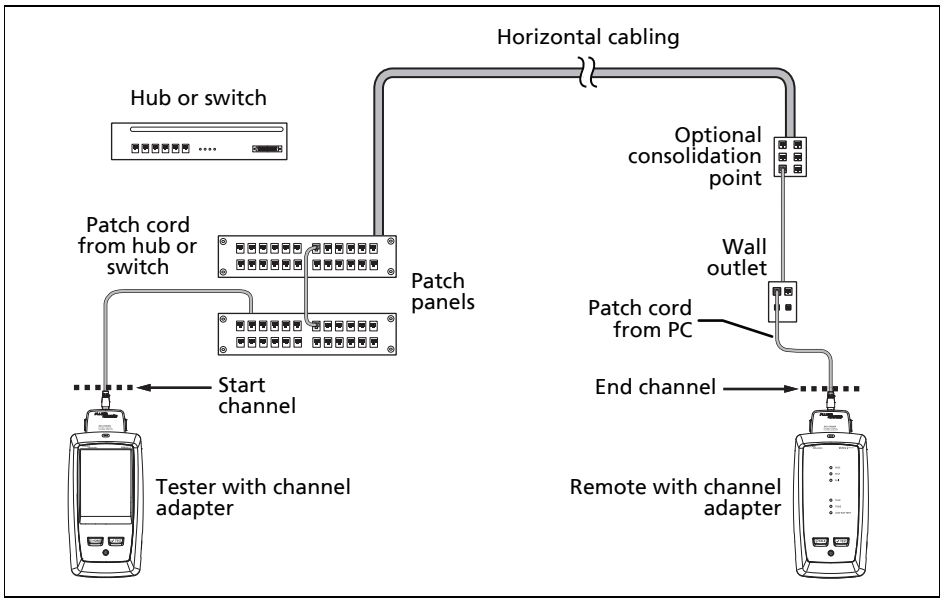 Horizontal cabling
Hub or switch
Optional
consolidation
point
Patch cord
from hub or
switch
Wall
outlet
Patch
panels
Patch cord
from PC
Start
channel
End channel
Tester with channel
adapter
Remote with channel
adapter